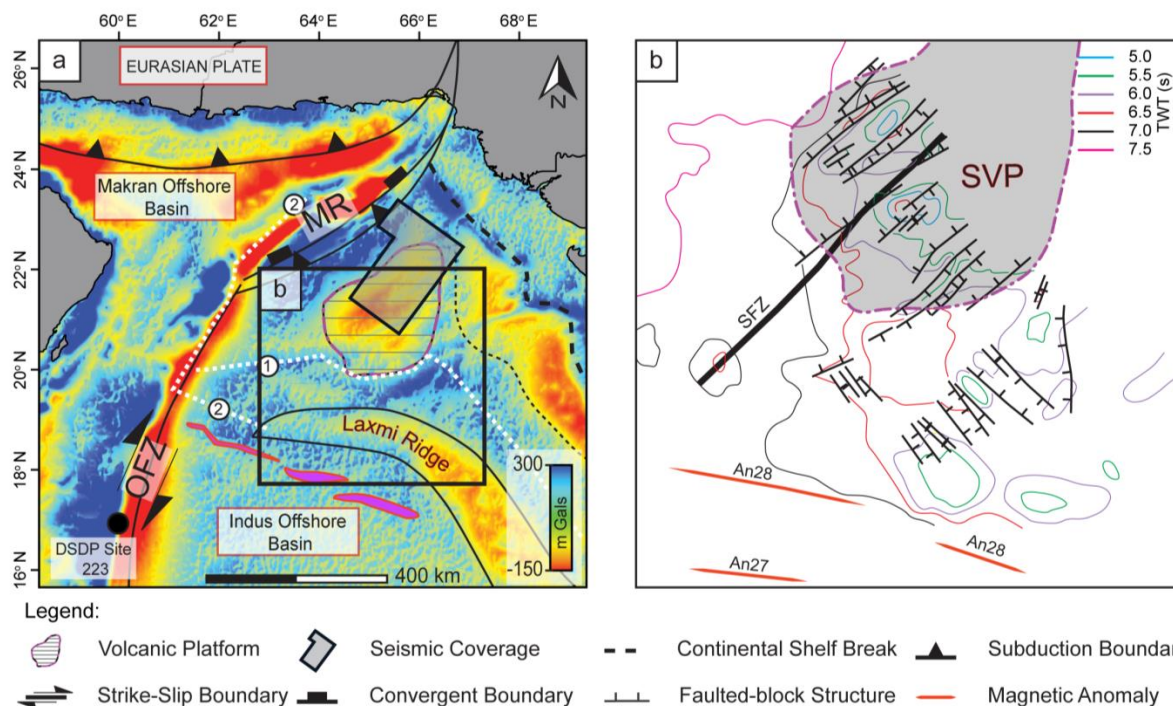 60°E 62°E 64°E 66°E 68°E
a
EURASIAN PLATE
N
26°N
24°N
22°N
20°N
18°N
16°N
Makran Offshore
Basin
2
MR
b
1
2
Laxmi Ridge
OFZ
DSDP Site
223
Indus Offshore
Basin
300
m Gals
-150
400 km
b
5.0
5.5
6.0
6.5
7.0
7.5
TWT (s)
SVP
SFZ
An28
An28
An27
Legend:
Volcanic Platform Seismic Coverage Continental Shelf Break Subduction Boundar
Strike-Slip Boundary Convergent Boundary Faulted-block Structure Magnetic Anomaly